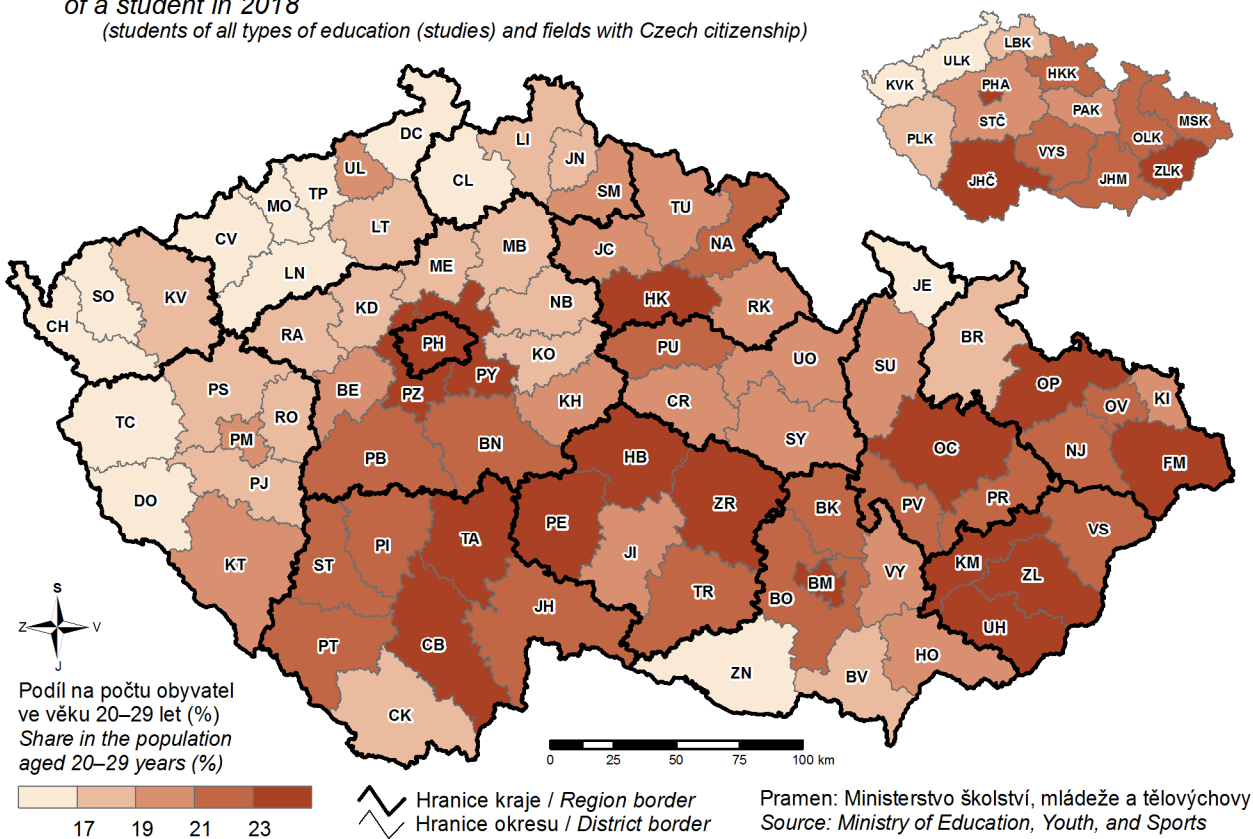 of a student in 2018
(students of all types of education (studies) and fields with Czech citizenship)
LBK
ULK
HKK
KVK
PHA
PAK
STČ
MSK
PLK
OLK
VYS
ZLK
JHČ
JHM
DC
LI
JN
UL
CL
TP
SM
MO
TU
LT
CV
MB
NA
JC
ME
LN
JE
SO
KV
NB
HK
KD
RK
CH
RA
BR
PH
KO
PU
UO
SU
PY
OP
PS
BE
PZ
KH
CR
KI
OV
RO
TC
PM
SY
BN
OC
NJ
PB
HB
FM
PJ
DO
ZR
PR
PV
BK
PE
VS
TA
PI
JI
KT
ST
KM
VY
ZL
BM
TR
BO
JH
UH
CB
PT
HO
ZN
BV
CK
S
Z V
J
Podíl na počtu obyvatel
ve věku 20–29 let (%)
Share in the population
aged 20–29 years (%)
17 19 21 23
0 25 50 75 100 km
Hranice kraje / Region border
Hranice okresu / District border
Pramen: Ministerstvo školství, mládeže a tělovýchovy
Source: Ministry of Education, Youth, and Sports